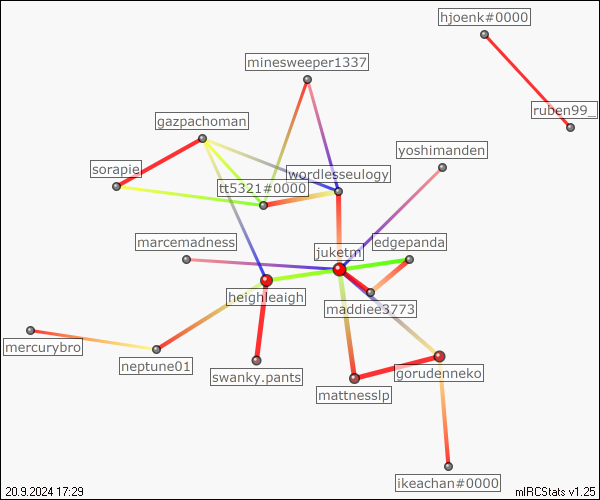 hjoenk#0000
minesweeper1337
ruben99_
gazpachoman
yoshimanden
sorapie
wordlesseulogy
tt5321#0000
marcemadness
edgepanda
juketm
heighleaigh
maddiee3773
mercurybro
neptune01
swanky.pants
gorudenneko
mattnesslp
ikeachan#0000
20.9.2024 17:29
mIRCStats v1.25